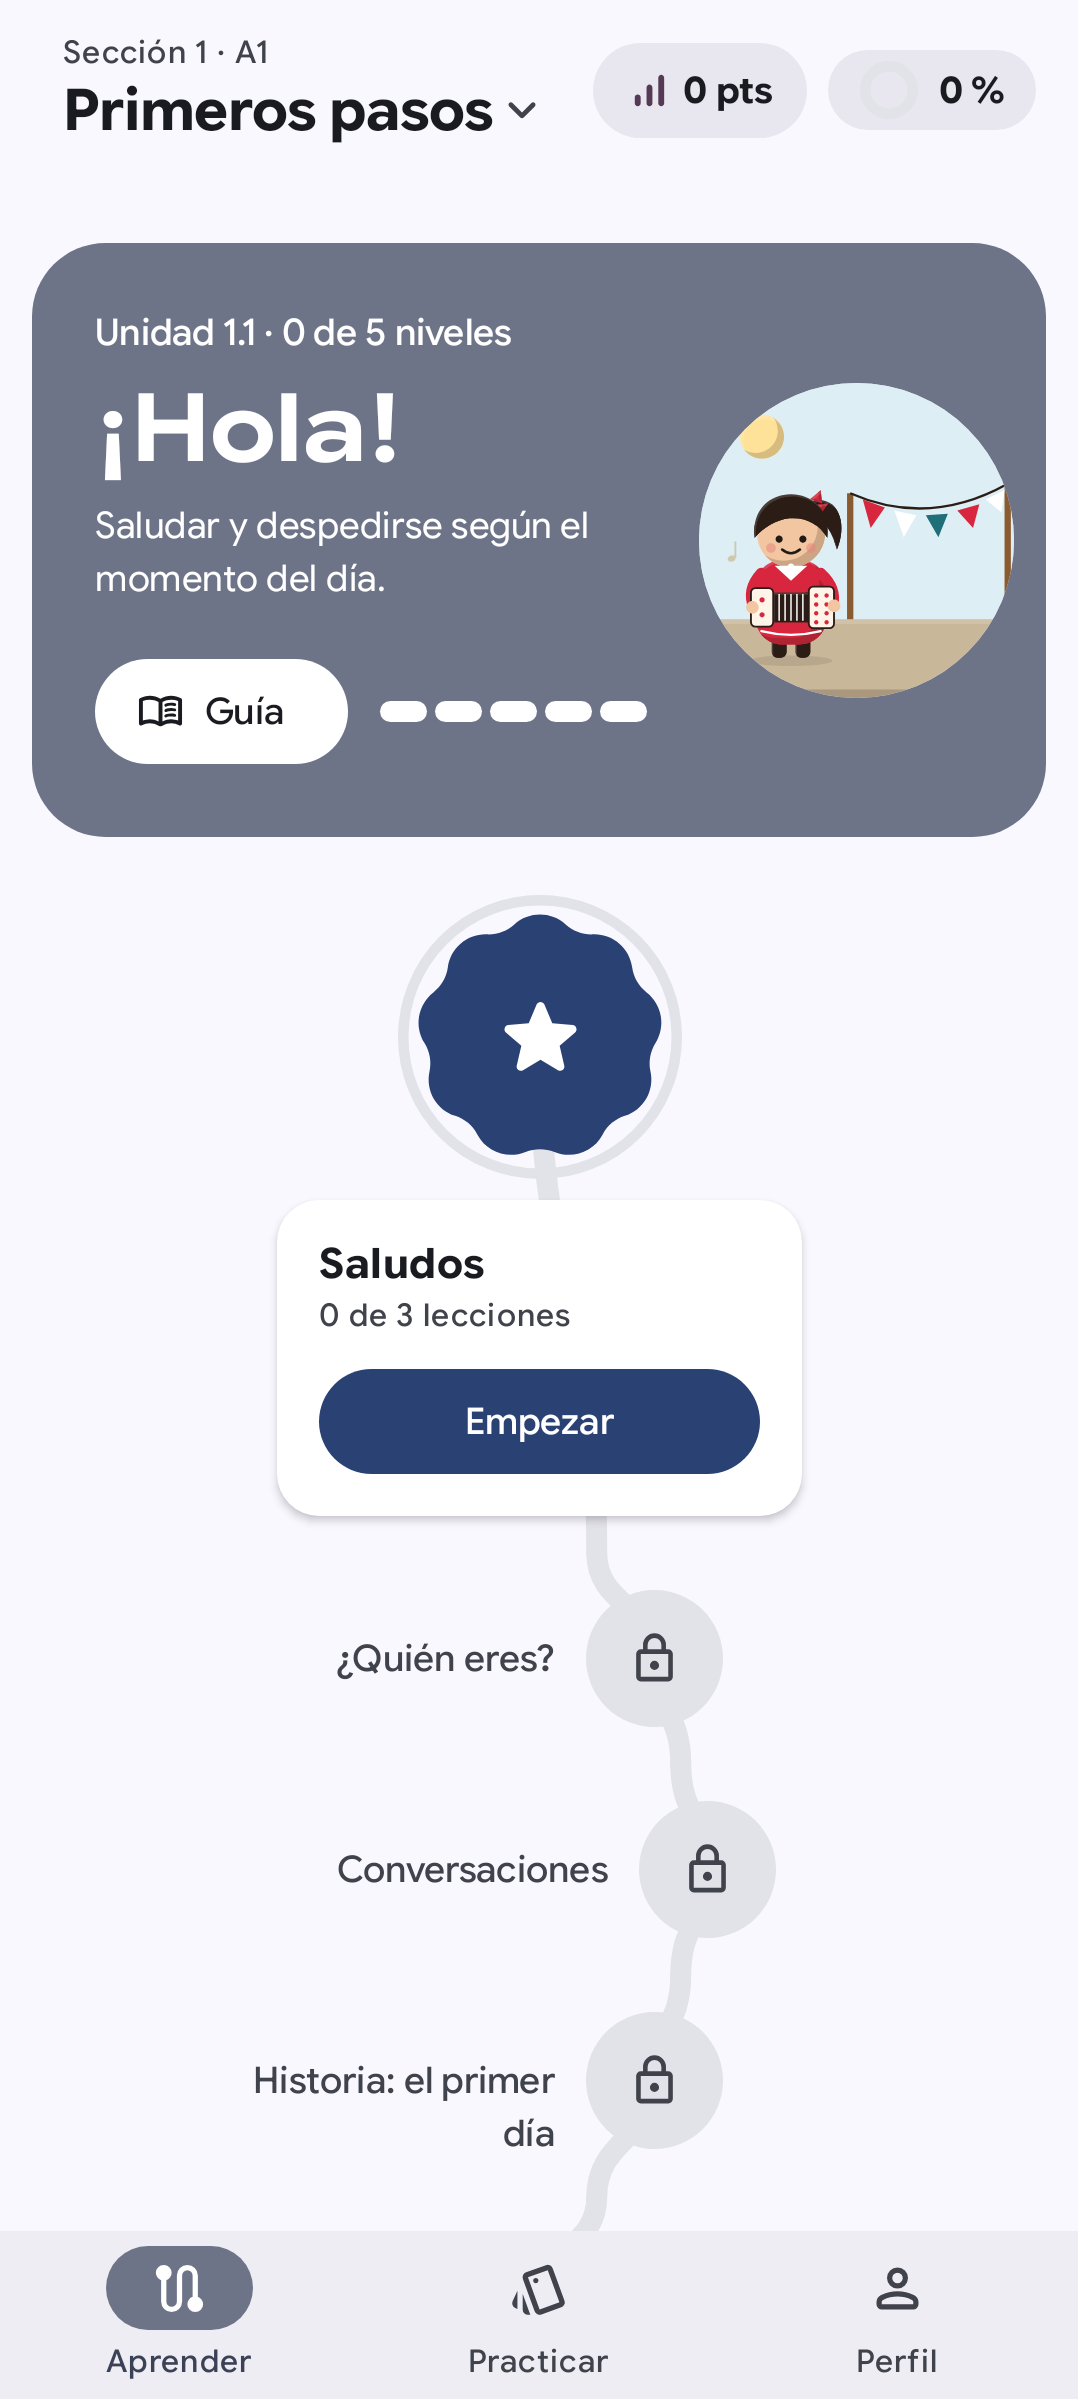 Sección 1 · A1
Primeros pasos
0 pts
0 %
Unidad 1.1 · 0 de 5 niveles
¡Hola!
Saludar y despedirse según el
momento del día.
Guía
Saludos
0 de 3 lecciones
Empezar
¿Quién eres?
Conversaciones
Historia: el primer
día
Aprender
Practicar
Perfil